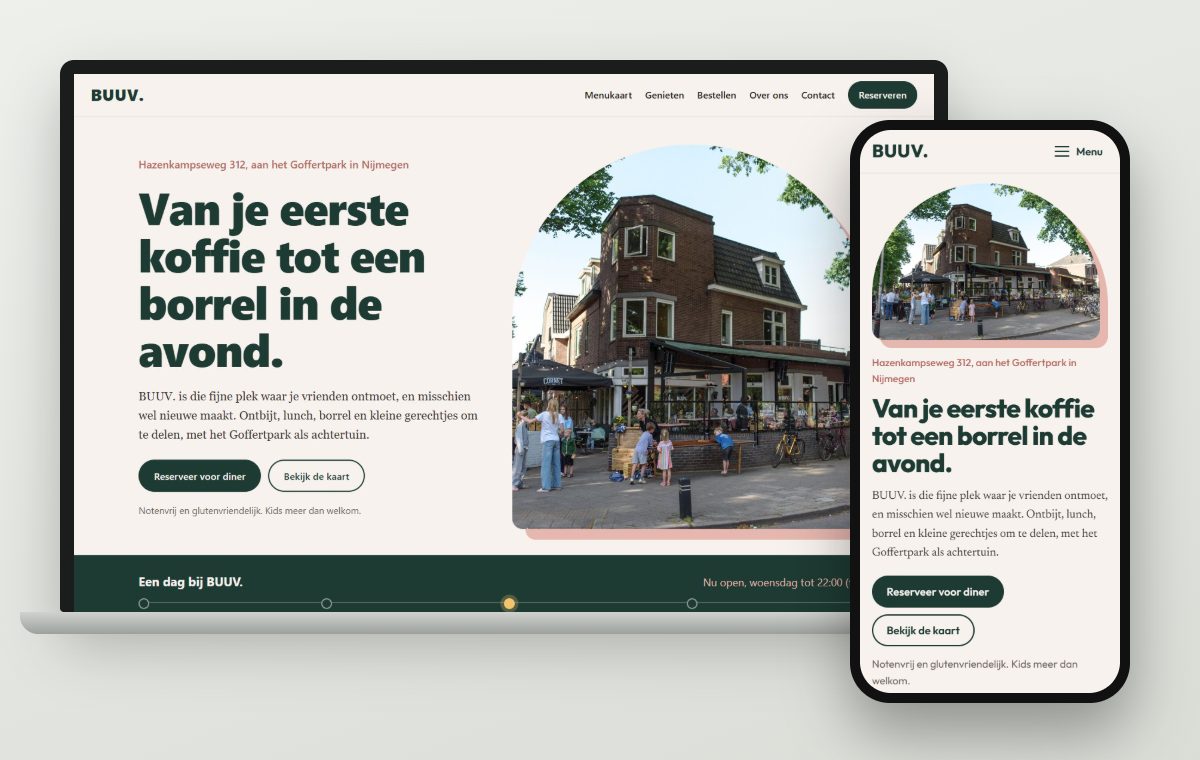 BUUV.
Menukaart Genieten Bestellen Over ons Contact Reserveren
Hazenkampseweg 312, aan het Goffertpark in Nijmegen
Van je eerste
koffie tot een
borrel in de
avond.
BUUV. is die fijne plek waar je vrienden ontmoet, en misschien
wel nieuwe maakt. Ontbijt, lunch, borrel en kleine gerechtjes om
te delen, met het Goffertpark als achtertuin.
Reserveer voor diner Bekijk de kaart
Notenvrij en glutenvriendelijk. Kids meer dan welkom.
CORNET
Een dag bij BUUV.
Nu open, woensdag tot 22:00 (
BUUV.
Menu
Hazenkampseweg 312, aan het Goffertpark in
Nijmegen
Van je eerste koffie
tot een borrel in de
avond.
BUUV. is die fijne plek waar je vrienden ontmoet,
en misschien wel nieuwe maakt. Ontbijt, lunch,
borrel en kleine gerechtjes om te delen, met het
Goffertpark als achtertuin.
Reserveer voor diner
Bekijk de kaart
Notenvrij en glutenvriendelijk. Kids meer dan
welkom.